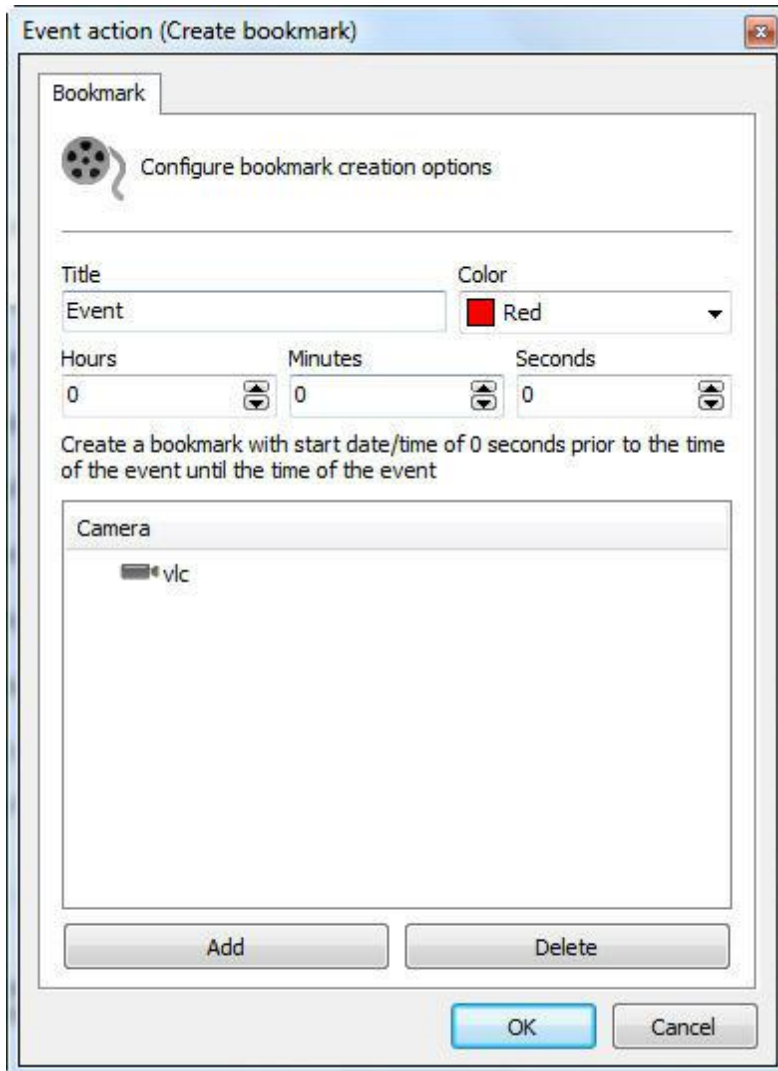 Event action (Create bookmark)
Bookmark
Configure bookmark creation options
Title Color
Event Red
Hours Minutes Seconds
0 0 0
Create a bookmark with start date/time of 0 seconds prior to the time
of the event until the time of the event
Camera
vlc
Add Delete
OK Cancel